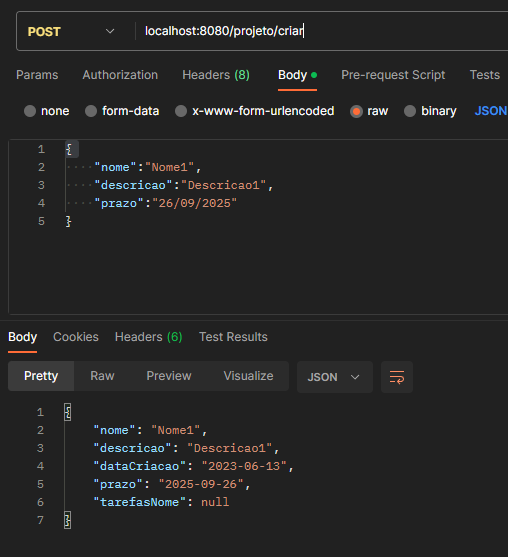 POST localhost:8080/projeto/criar
Params Authorization Headers (8) Body Pre-request Script Tests
none form-data x-www-form-urlencoded raw binary JSON
1 {
2 "nome":"Nome1",
3 "descricao":"Descricao1",
4 "prazo":"26/09/2025"
5 }
Body Cookies Headers (6) Test Results
Pretty Raw Preview Visualize JSON
1 {
2 "nome": "Nome1",
3 "descricao": "Descricao1",
4 "dataCriacao": "2023-06-13",
5 "prazo": "2025-09-26",
6 "tarefasNome": null
7 }